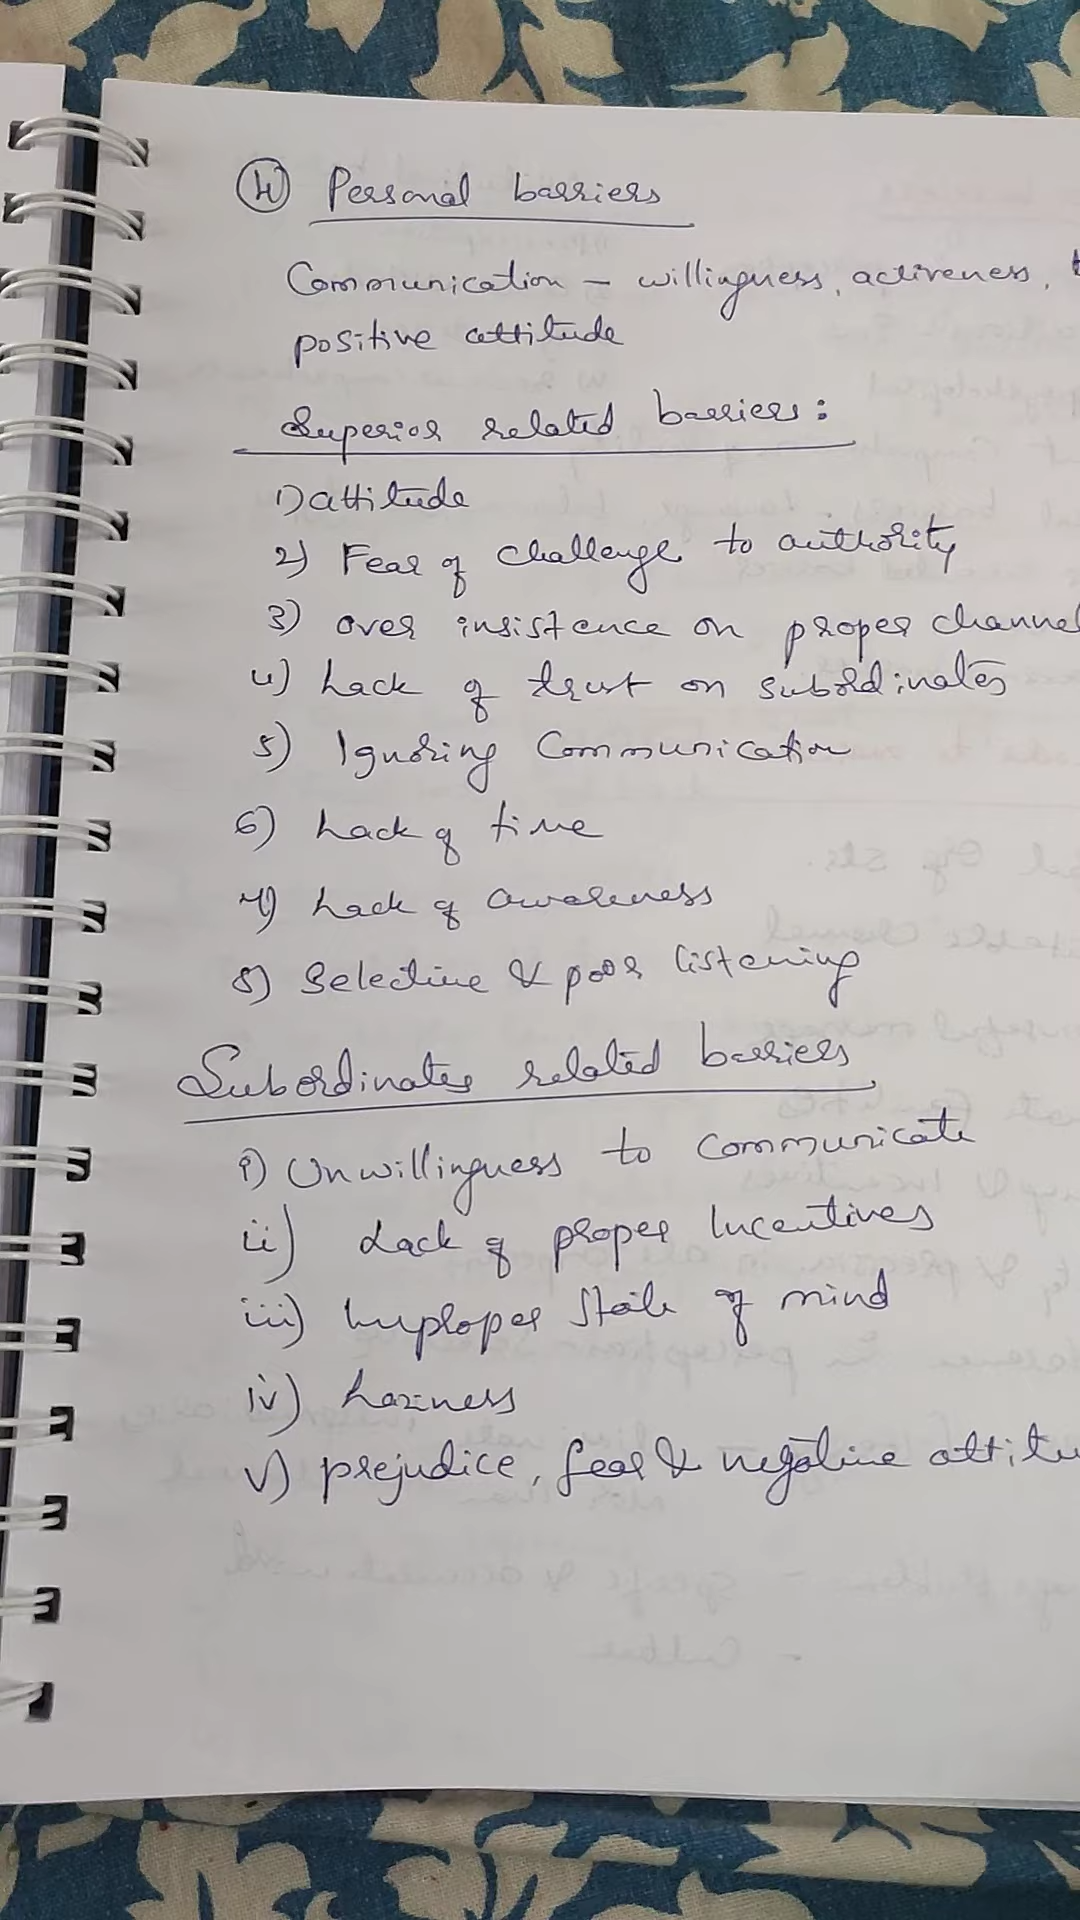 4 Personal barriers
Communication - willingness, activeness,
positive attitude
Superior related barriers:
1) attitude
2) Fear of challenge to authority
3) over insistence on proper channel
4) Lack of trust on subordinates
5) Ignoring Communication
6) Lack of time
7) Lack of awareness
8) Selective & poor listening
Subordinates related barriers
i) Unwillingness to communicate
ii) Lack of proper Incentives
iii) Improper State of mind
iv) Laziness
v) prejudice, fear & negative attitu